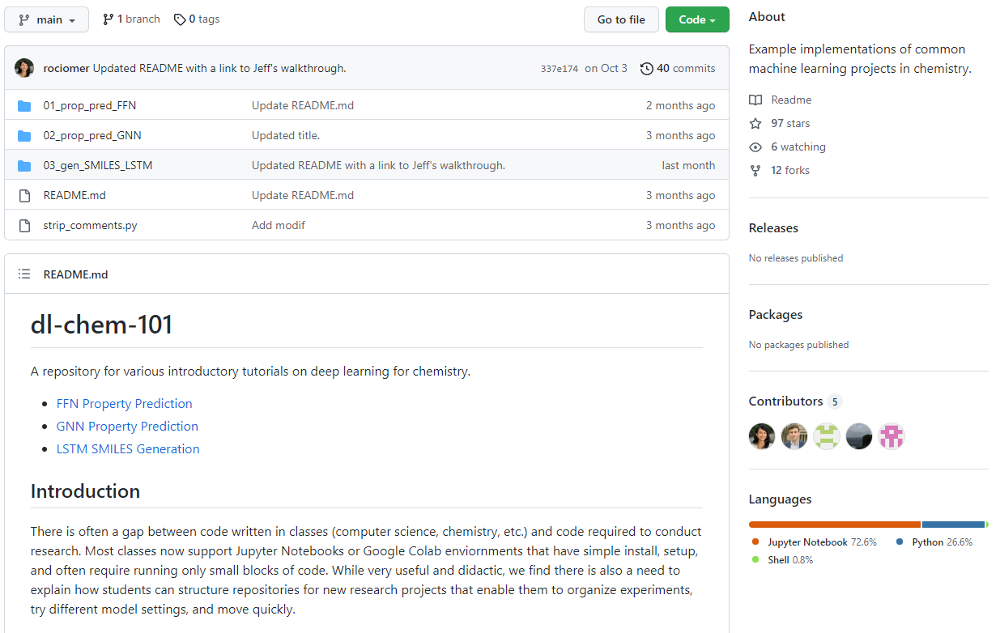 main 1 branch 0 tags Go to file Code
rociomer Updated README with a link to Jeff's walkthrough. 337e174 on Oct 3 40 commits
01_prop_pred_FFN Update README.md 2 months ago
02_prop_pred_GNN Updated title. 3 months ago
03_gen_SMILES_LSTM Updated README with a link to Jeff's walkthrough. last month
README.md Update README.md 3 months ago
strip_comments.py Add modif 3 months ago
README.md
dl-chem-101
A repository for various introductory tutorials on deep learning for chemistry.
FFN Property Prediction
GNN Property Prediction
LSTM SMILES Generation
Introduction
There is often a gap between code written in classes (computer science, chemistry, etc.) and code required to conduct
research. Most classes now support Jupyter Notebooks or Google Colab enviornments that have simple install, setup,
and often require running only small blocks of code. While very useful and didactic, we find there is also a need to
explain how students can structure repositories for new research projects that enable them to organize experiments,
try different model settings, and move quickly.
About
Example implementations of common
machine learning projects in chemistry.
Readme
97 stars
6 watching
12 forks
Releases
No releases published
Packages
No packages published
Contributors 5
Languages
Jupyter Notebook 72.6% Python 26.6%
Shell 0.8%